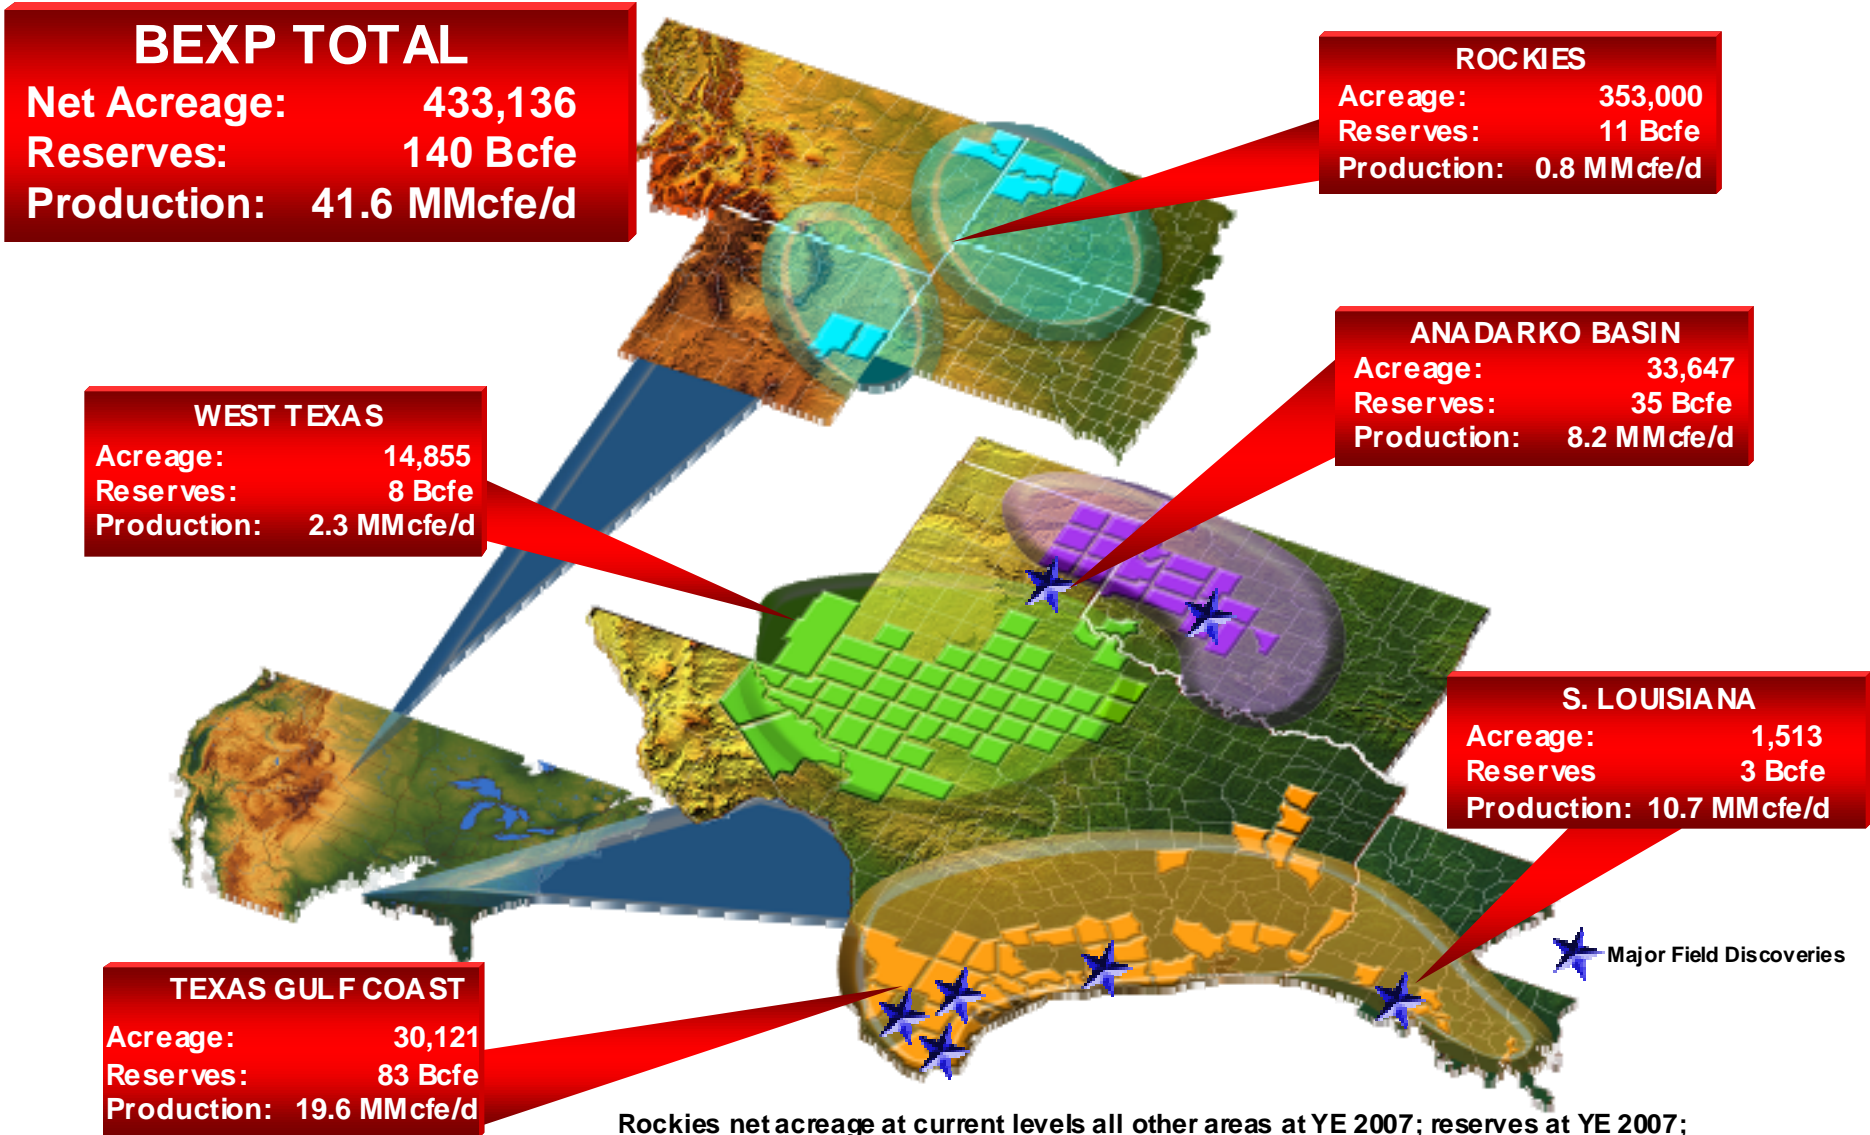 BEXP TOTAL
Net Acreage: 433,136
Reserves: 140 Bcfe
Production: 41.6 MMcfe/d
ROCKIES
Acreage: 353,000
Reserves: 11 Bcfe
Production: 0.8 MMcfe/d
ANADARKO BASIN
Acreage: 33,647
Reserves: 35 Bcfe
Production: 8.2 MMcfe/d
WEST TEXAS
Acreage: 14,855
Reserves: 8 Bcfe
Production: 2.3 MMcfe/d
S. LOUISIANA
Acreage: 1,513
Reserves 3 Bcfe
Production: 10.7 MMcfe/d
Major Field Discoveries
TEXAS GULF COAST
Acreage: 30,121
Reserves: 83 Bcfe
Production: 19.6 MMcfe/d
Rockies net acreage at current levels all other areas at YE 2007; reserves at YE 2007;